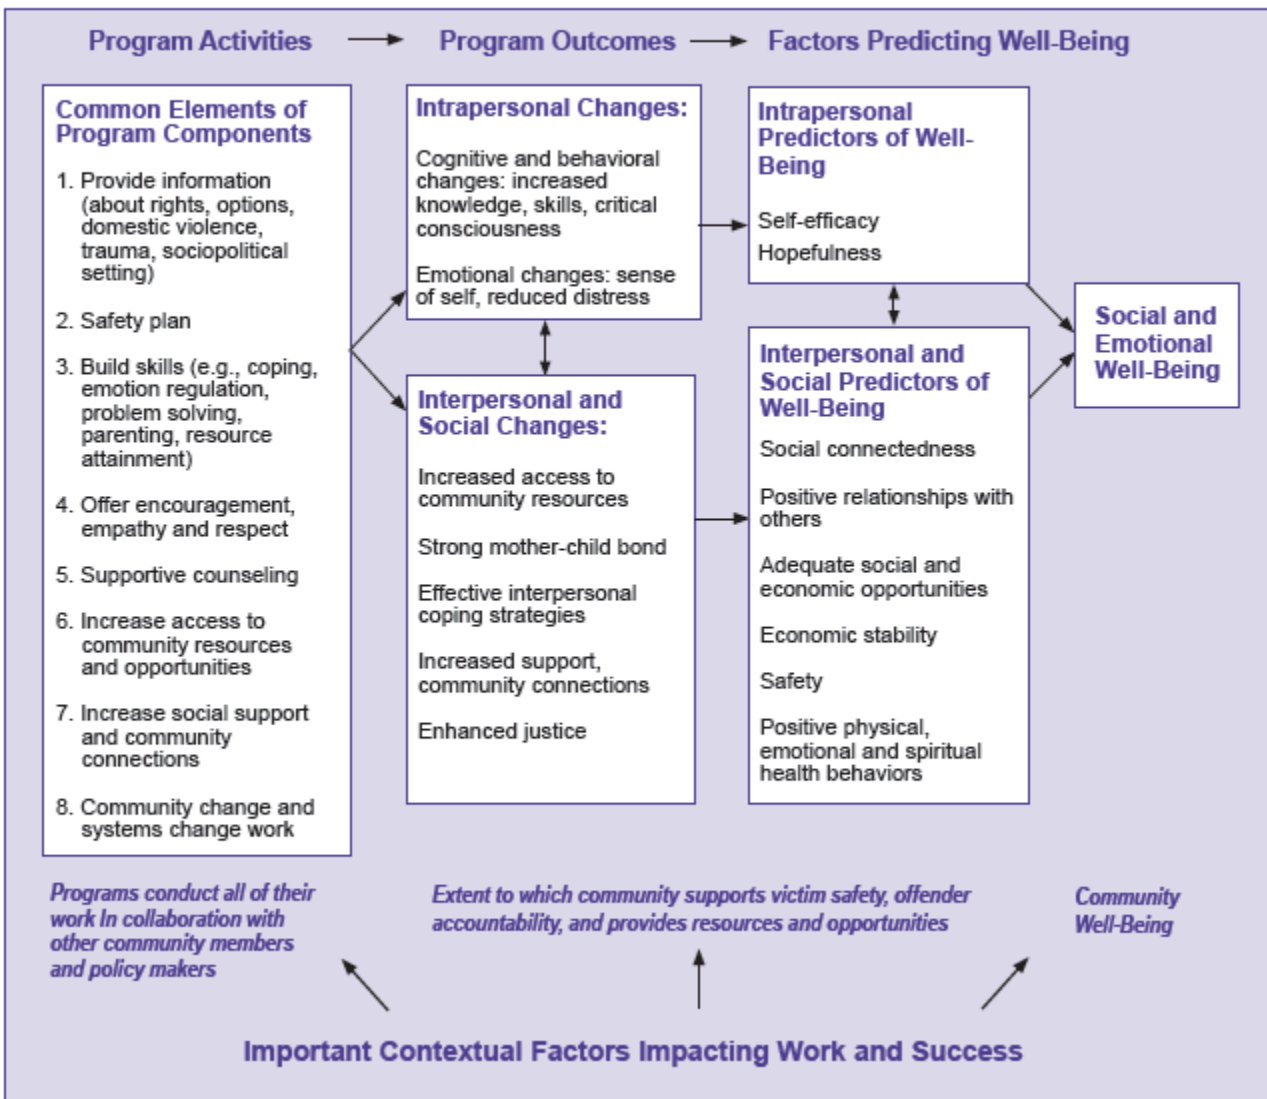 Program Activities
Program Outcomes
Factors Predicting Well-Being
Common Elements of
Program Components
1. Provide information
(about rights, options,
domestic violence,
trauma, sociopolitical
setting)
2. Safety plan
3. Build skills (e.g., coping,
emotion regulation,
problem solving,
parenting, resource
attainment)
4. Offer encouragement,
empathy and respect
5. Supportive counseling
6. Increase access to
community resources
and opportunities
7. Increase social support
and community
connections
8. Community change and
systems change work
Intrapersonal Changes:
Cognitive and behavioral
changes: increased
knowledge, skills, critical
consciousness
Emotional changes: sense
of self, reduced distress
Interpersonal and
Social Changes:
Increased access to
community resources
Strong mother-child bond
Effective interpersonal
coping strategies
Increased support,
community connections
Enhanced justice
Intrapersonal
Predictors of Well-
Being
Self-efficacy
Hopefulness
Interpersonal and
Social Predictors of
Well-Being
Social connectedness
Positive relationships with
others
Adequate social and
economic opportunities
Economic stability
Safety
Positive physical,
emotional and spiritual
health behaviors
Social and
Emotional
Well-Being
Programs conduct all of their
work In collaboration with
other community members
and policy makers
Extent to which community supports victim safety, offender
accountability, and provides resources and opportunities
Community
Well-Being
Important Contextual Factors Impacting Work and Success